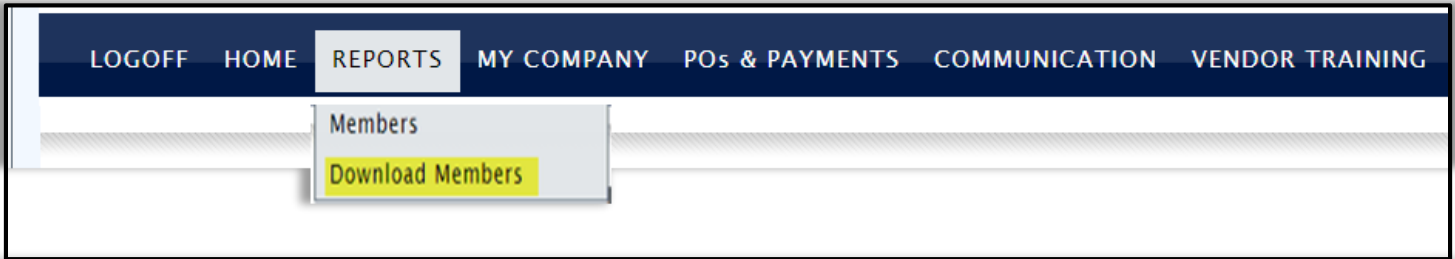 LOGOFF HOME REPORTS MY COMPANY POs & PAYMENTS COMMUNICATION VENDOR TRAINING
Members
Download Members